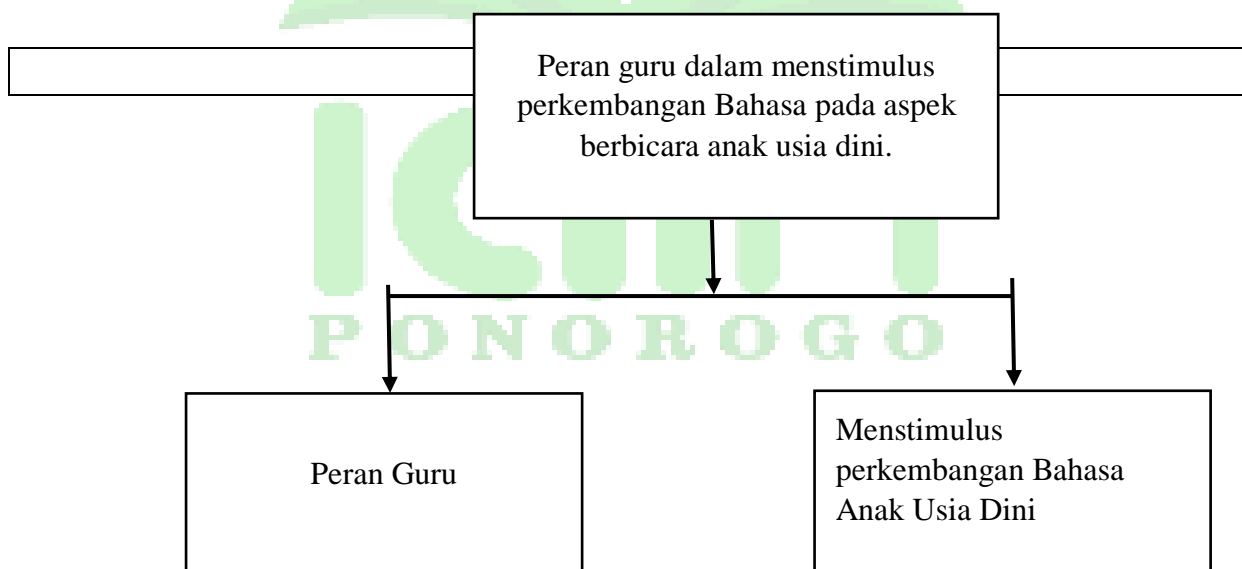 Peran guru dalam menstimulus
perkembangan Bahasa pada aspek
berbicara anak usia dini.
PONOROGO
Peran Guru
Menstimulus
perkembangan Bahasa
Anak Usia Dini